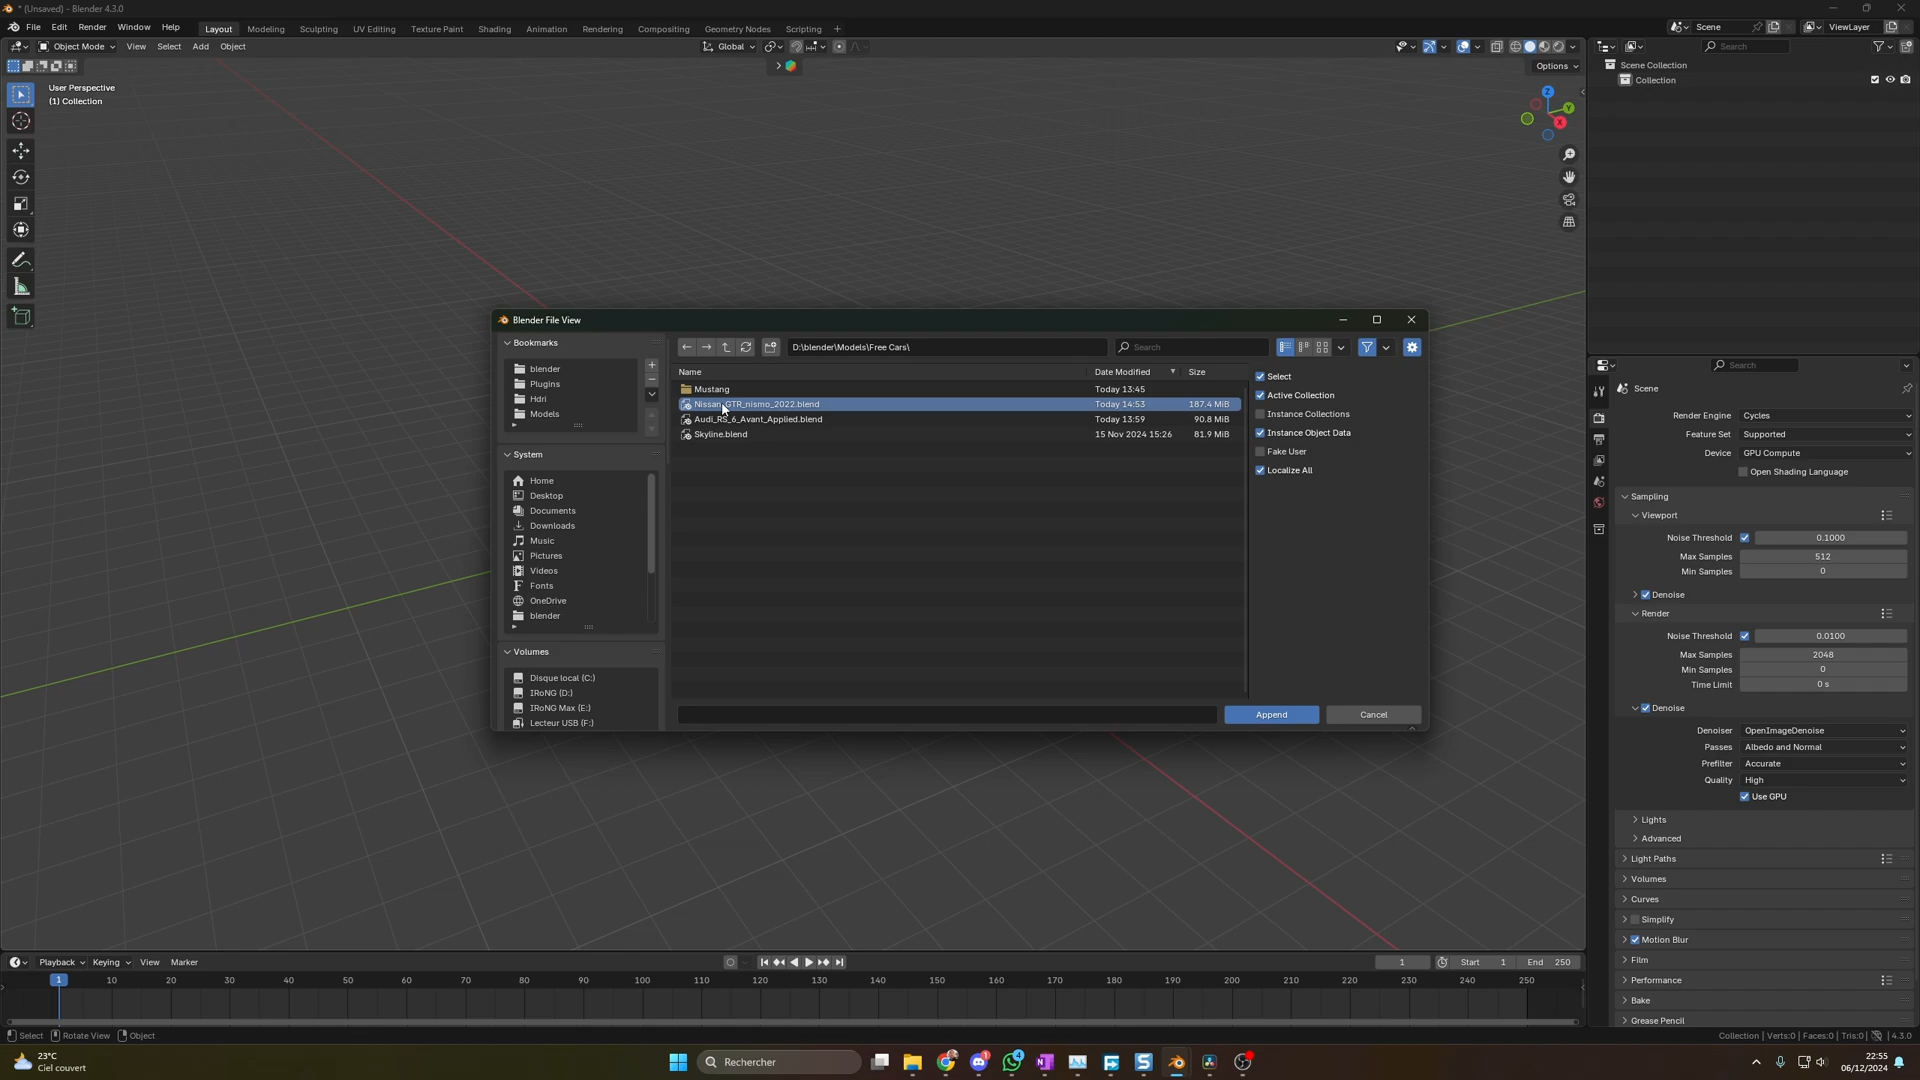 * (Unsaved) - Blender 4.3.0
File Edit Render Window Help Layout Modeling Sculpting UV Editing Texture Paint Shading Animation Rendering Compositing Geometry Nodes Scripting + Scene ViewLayer
Object Mode View Select Add Object Global Search
Options
User Perspective
(1) Collection
Z
Y
X
Scene Collection
Collection
Blender File View
Bookmarks
blender
Plugins
Hdri
Models
System
Home
Desktop
Documents
Downloads
Music
Pictures
Videos
Fonts
OneDrive
blender
Volumes
Disque local (C:)
IRoNG (D:)
IRoNG Max (E:)
Lecteur USB (F:)
D:\blender\Models\Free Cars\ Search
Name Date Modified Size
Mustang Today 13:45
Nissan_GTR_nismo_2022.blend Today 14:53 187.4 MiB
Audi_RS_6_Avant_Applied.blend Today 13:59 90.8 MiB
Skyline.blend 15 Nov 2024 15:26 81.9 MiB
Select
Active Collection
Instance Collections
Instance Object Data
Fake User
Localize All
Append Cancel
Search
Scene
Render Engine Cycles
Feature Set Supported
Device GPU Compute
Open Shading Language
Sampling
Viewport
Noise Threshold 0.1000
Max Samples 512
Min Samples 0
Denoise
Render
Noise Threshold 0.0100
Max Samples 2048
Min Samples 0
Time Limit 0 s
Denoise
Denoiser OpenImageDenoise
Passes Albedo and Normal
Prefilter Accurate
Quality High
Use GPU
Lights
Advanced
Light Paths
Volumes
Curves
Simplify
Motion Blur
Film
Performance
Bake
Grease Pencil
Playback Keying View Marker 1 Start 1 End 250
1 10 20 30 40 50 60 70 80 90 100 110 120 130 140 150 160 170 180 190 200 210 220 230 240 250
Select Rotate View Object Collection | Verts:0 | Faces:0 | Tris:0 | 4.3.0
23°C
Ciel couvert
Rechercher
1
4
22:55
06/12/2024